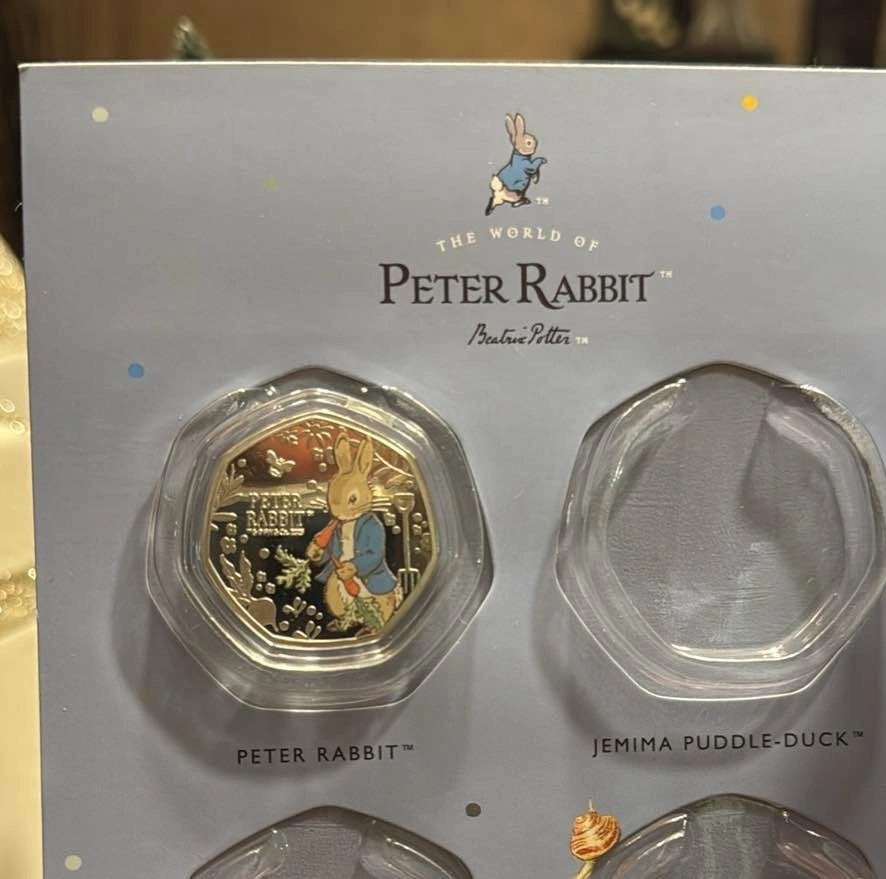 TM
THE WORLD OF
PETER RABBIT™
Beatrix Potter™
PETER
RABBIT
PETER RABBIT™
JEMIMA PUDDLE-DUCK™